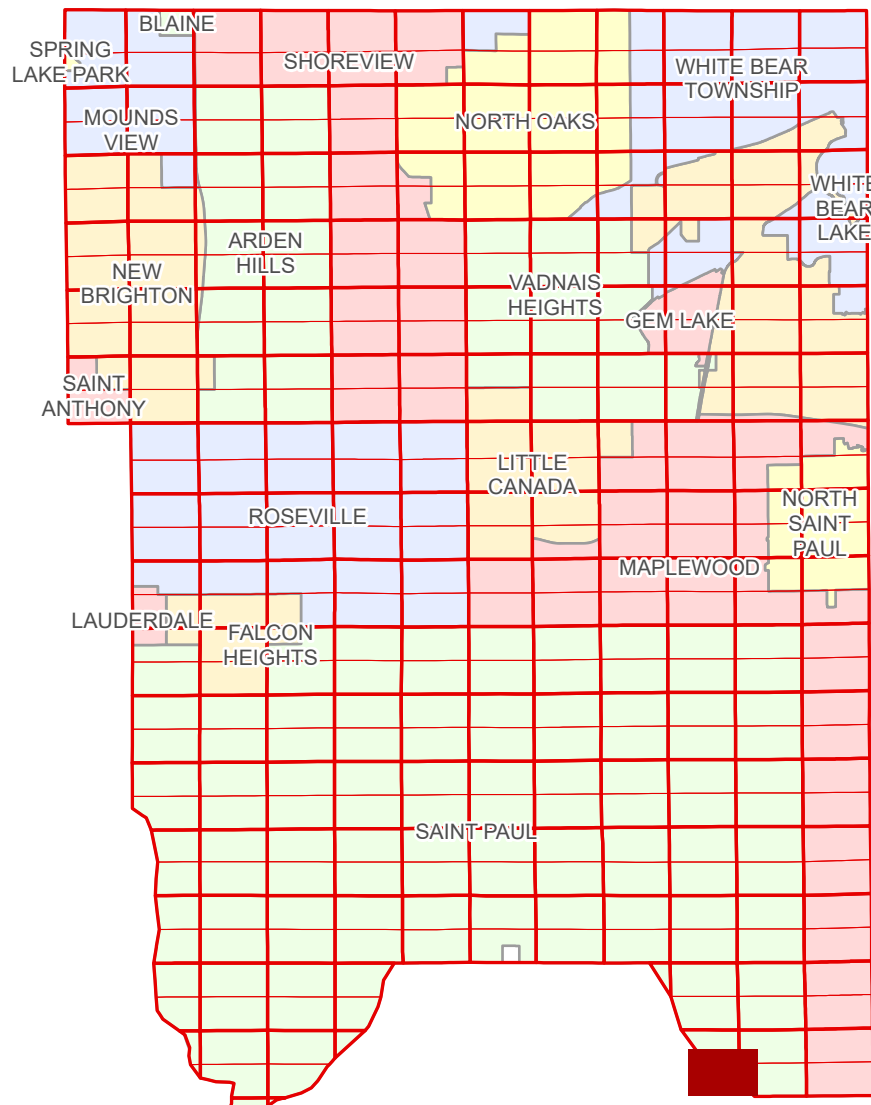 BLAINE
SPRING
LAKE PARK
SHOREVIEW
WHITE BEAR
TOWNSHIP
MOUNDS
VIEW
NORTH OAKS
WHITE
BEAR
LAKE
ARDEN
HILLS
NEW
BRIGHTON
VADNAIS
HEIGHTS
GEM LAKE
SAINT
ANTHONY
LITTLE
CANADA
NORTH
SAINT
PAUL
ROSEVILLE
MAPLEWOOD
LAUDERDALE
FALCON
HEIGHTS
SAINT PAUL